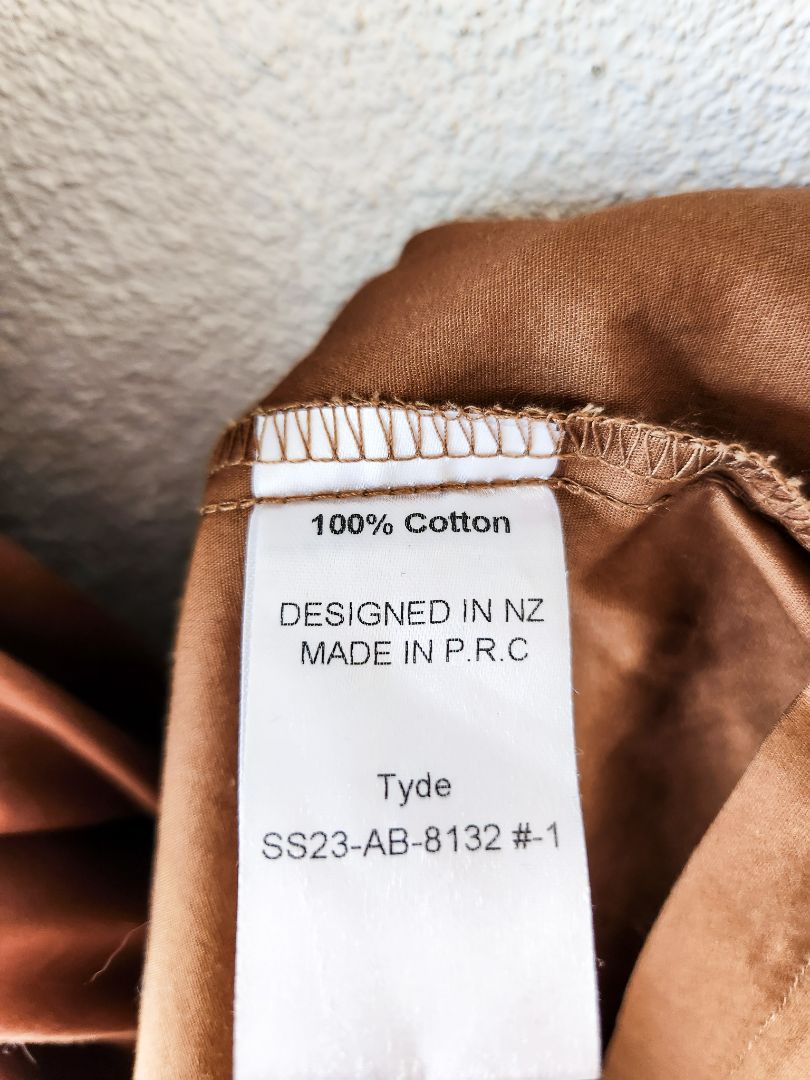 100% Cotton
DESIGNED IN NZ
MADE IN P.R.C
Tyde
SS23-AB-8132 #-1